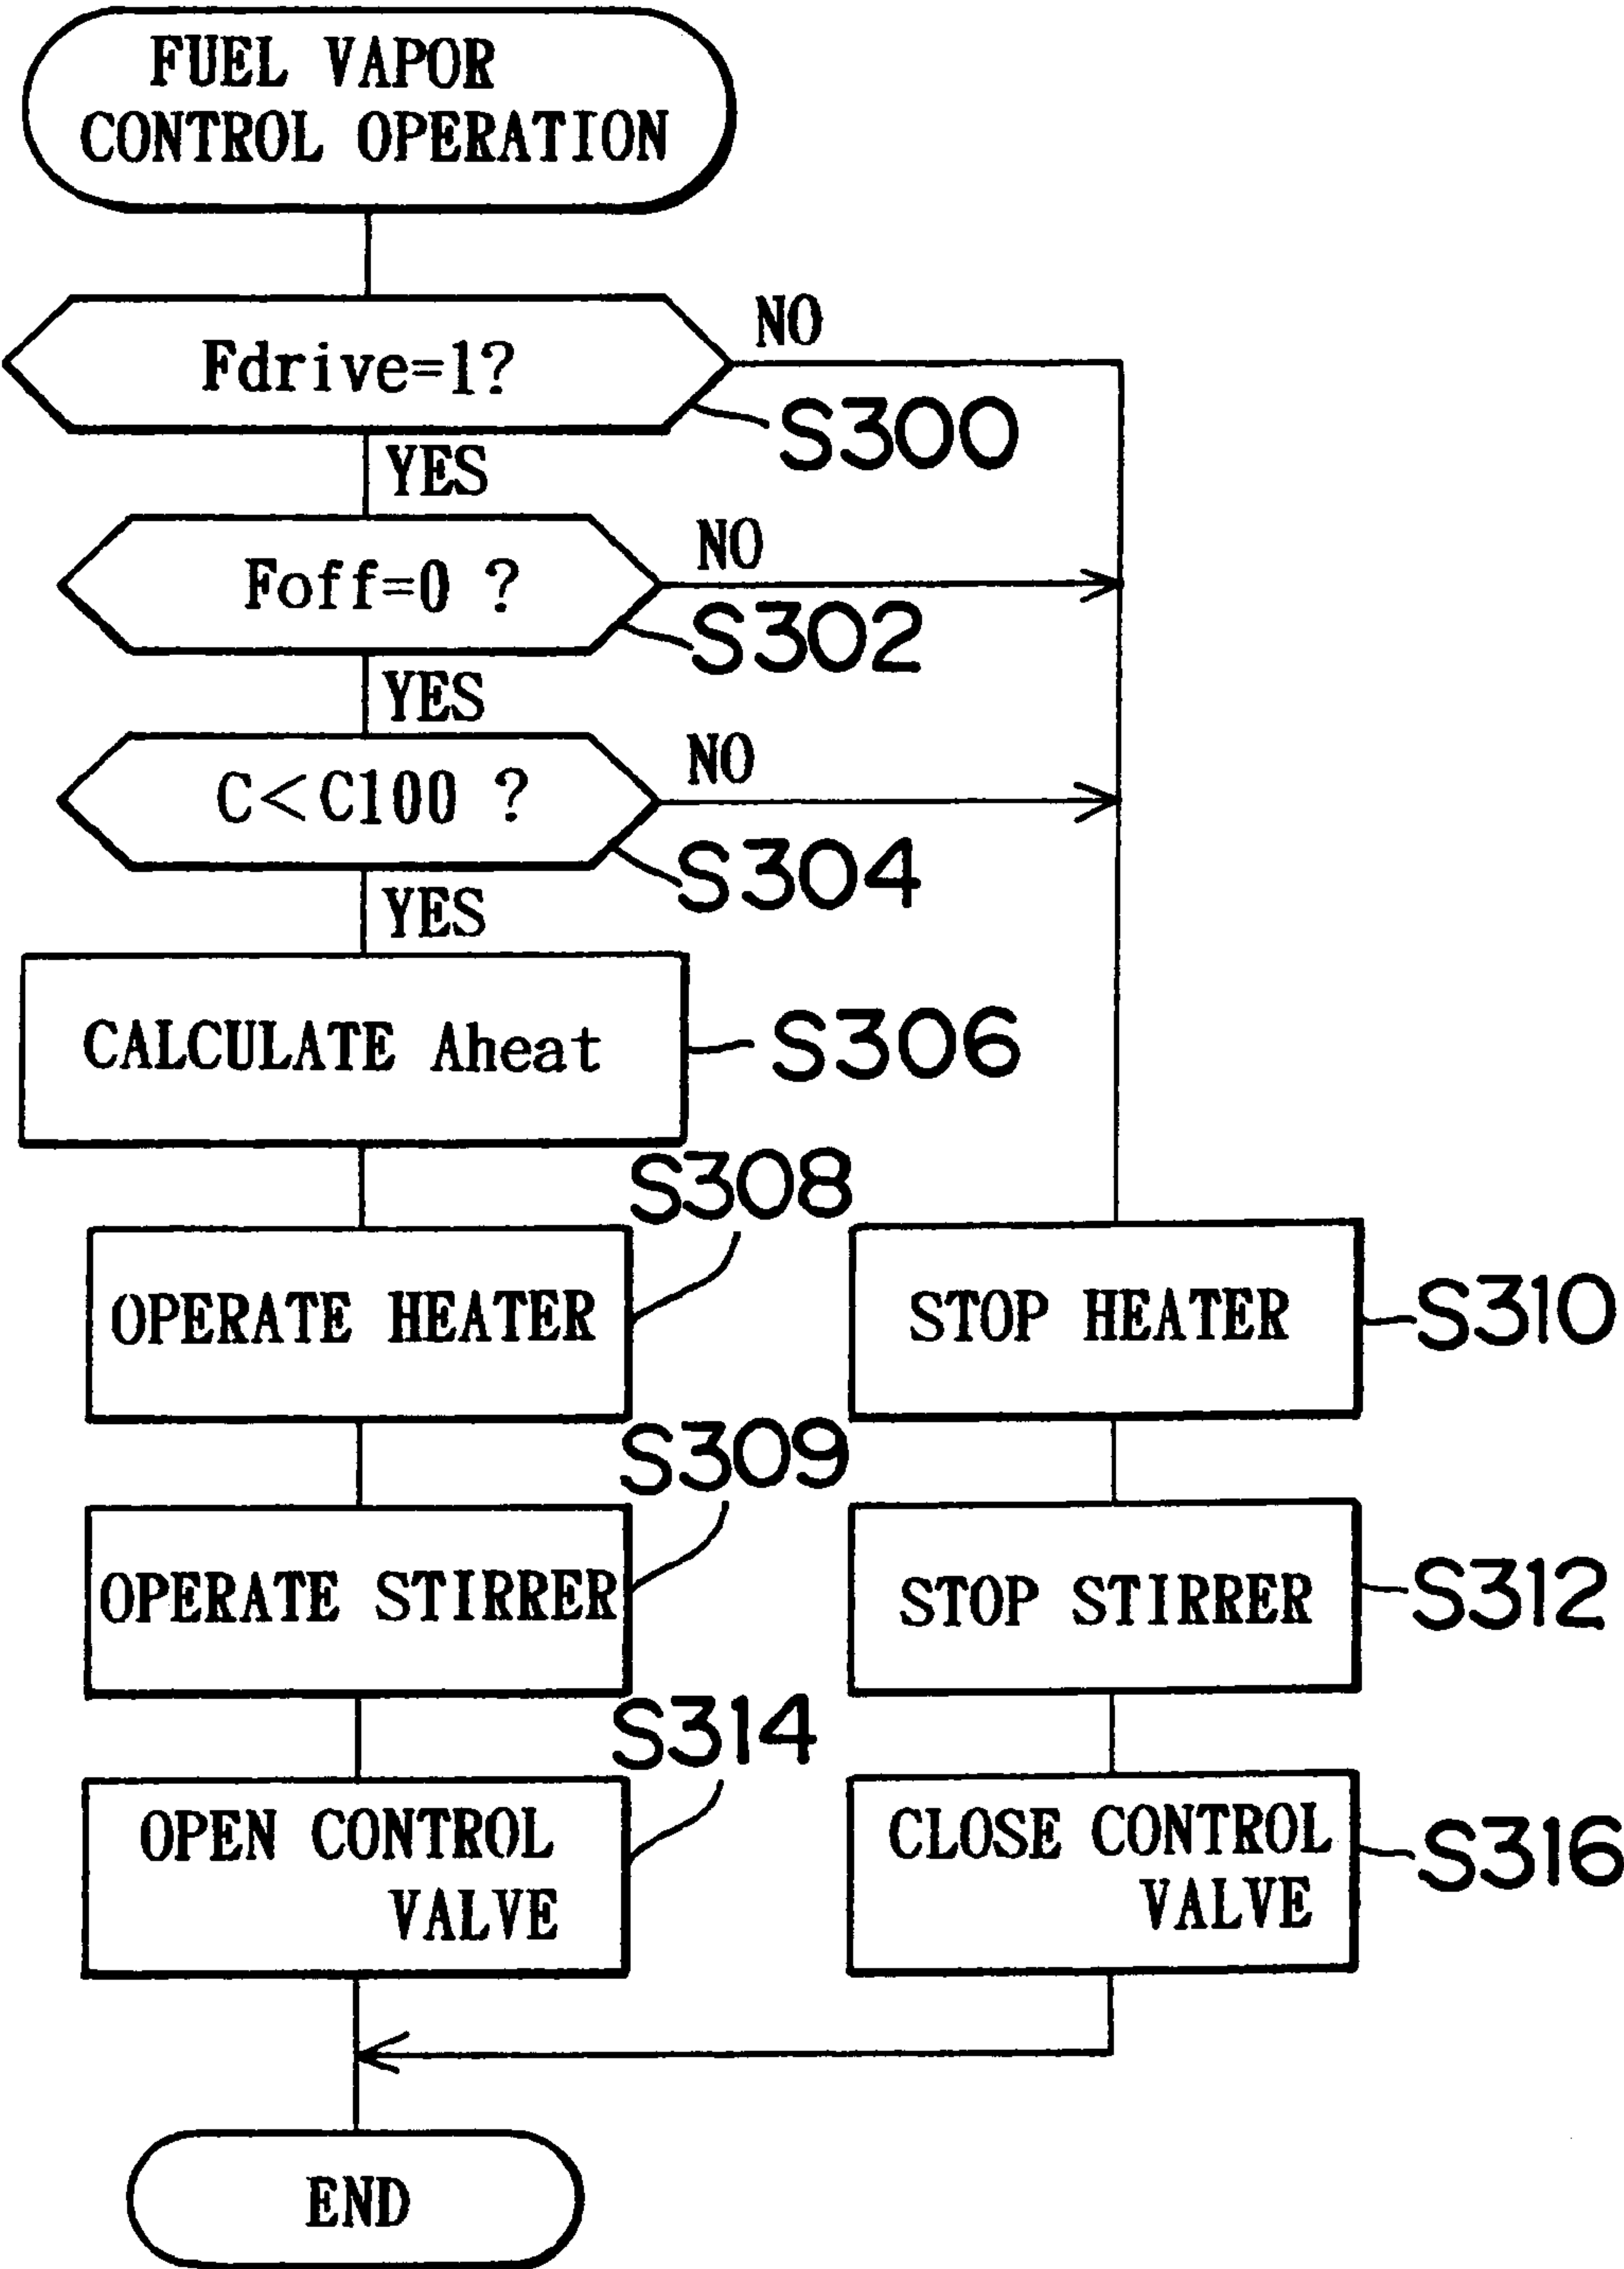 FUEL VAPOR
CONTROL OPERATION
Fdrive=1?
NO
S300
YES
Foff=0 ?
NO
S302
YES
C<C100 ?
NO
S304
YES
CALCULATE Aheat
S306
S308
OPERATE HEATER
STOP HEATER
S310
S309
OPERATE STIRRER
STOP STIRRER
S312
S314
OPEN CONTROL
VALVE
CLOSE CONTROL
VALVE
S316
END